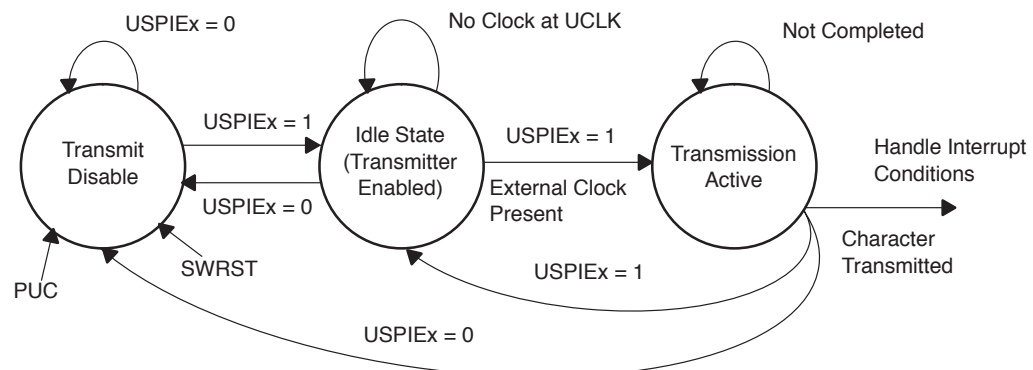 USPIEx = 0
No Clock at UCLK
Not Completed
Transmit
Disable
USPIEx = 1
USPIEx = 0
Idle State
(Transmitter
Enabled)
USPIEx = 1
External Clock
Present
Transmission
Active
Handle Interrupt
Conditions
Character
Transmitted
PUC
SWRST
USPIEx = 1
USPIEx = 0